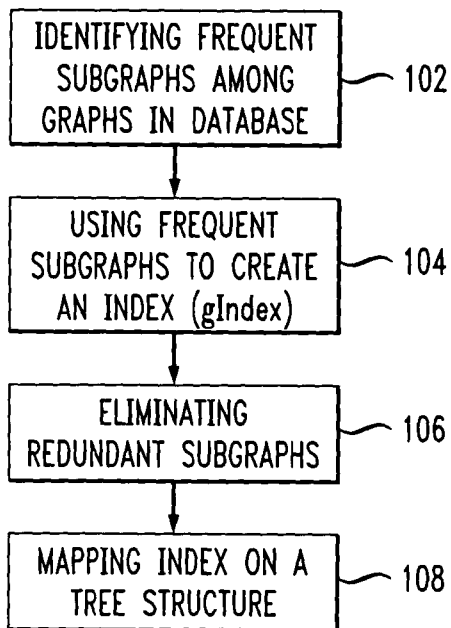 IDENTIFYING FREQUENT
SUBGRAPHS AMONG
GRAPHS IN DATABASE
102
USING FREQUENT
SUBGRAPHS TO CREATE
AN INDEX (gIndex)
104
ELIMINATING
REDUNDANT SUBGRAPHS
106
MAPPING INDEX ON A
TREE STRUCTURE
108